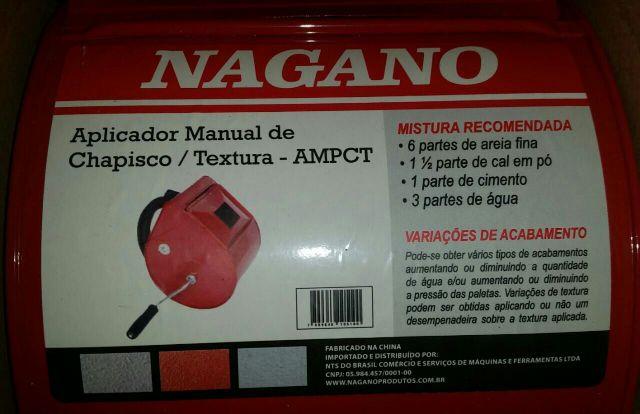 NAGANO
Aplicador Manual de
Chapisco / Textura - AMPCT
MISTURA RECOMENDADA
• 6 partes de areia fina
• 1 ½ parte de cal em pó
• 1 parte de cimento
• 3 partes de água
VARIAÇÕES DE ACABAMENTO
Pode-se obter vários tipos de acabamentos
aumentando ou diminuindo a quantidade
de água e/ou aumentando ou diminuindo
a pressão das paletas. Variações de textura
podem ser obtidas aplicando ou não um
desempenadeira sobre a textura aplicada.
FABRICADO NA CHINA
IMPORTADO E DISTRIBUÍDO POR:
NTS DO BRASIL COMÉRCIO E SERVIÇOS DE MÁQUINAS E FERRAMENTAS LTDA
CNPJ: 05.984.457/0001-00
WWW.NAGANOPRODUTOS.COM.BR